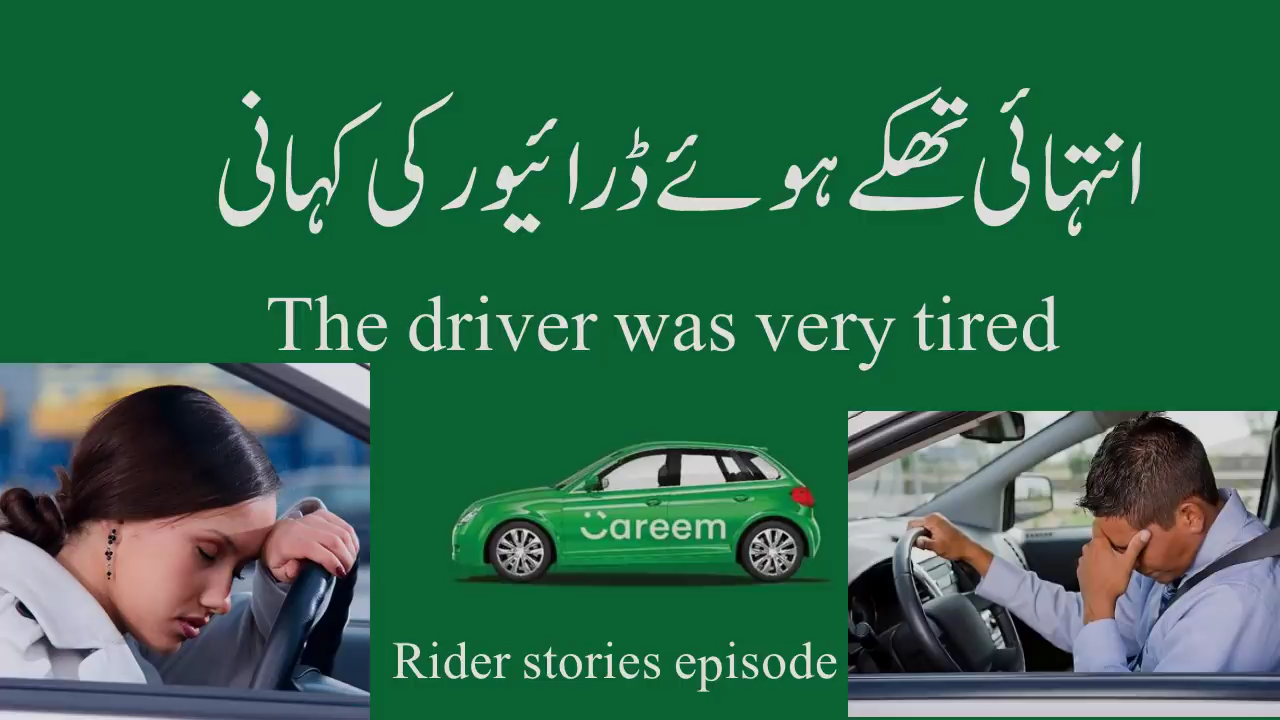 انتہائی تھکے ہوئے ڈرائیور کی کہانی
The driver was very tired
Careem
Rider stories episode